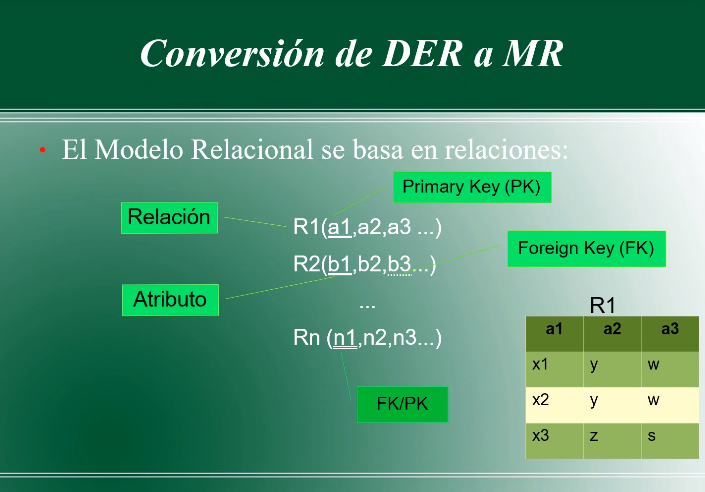 Conversión de DER a MR
• El Modelo Relacional se basa en relaciones:
Primary Key (PK)
Relación
R1(a1,a2,a3 ...)
Foreign Key (FK)
R2(b1,b2,b3...)
Atributo
...
Rn (n1,n2,n3...)
FK/PK
R1
a1 a2 a3
x1 y w
x2 y w
x3 z s